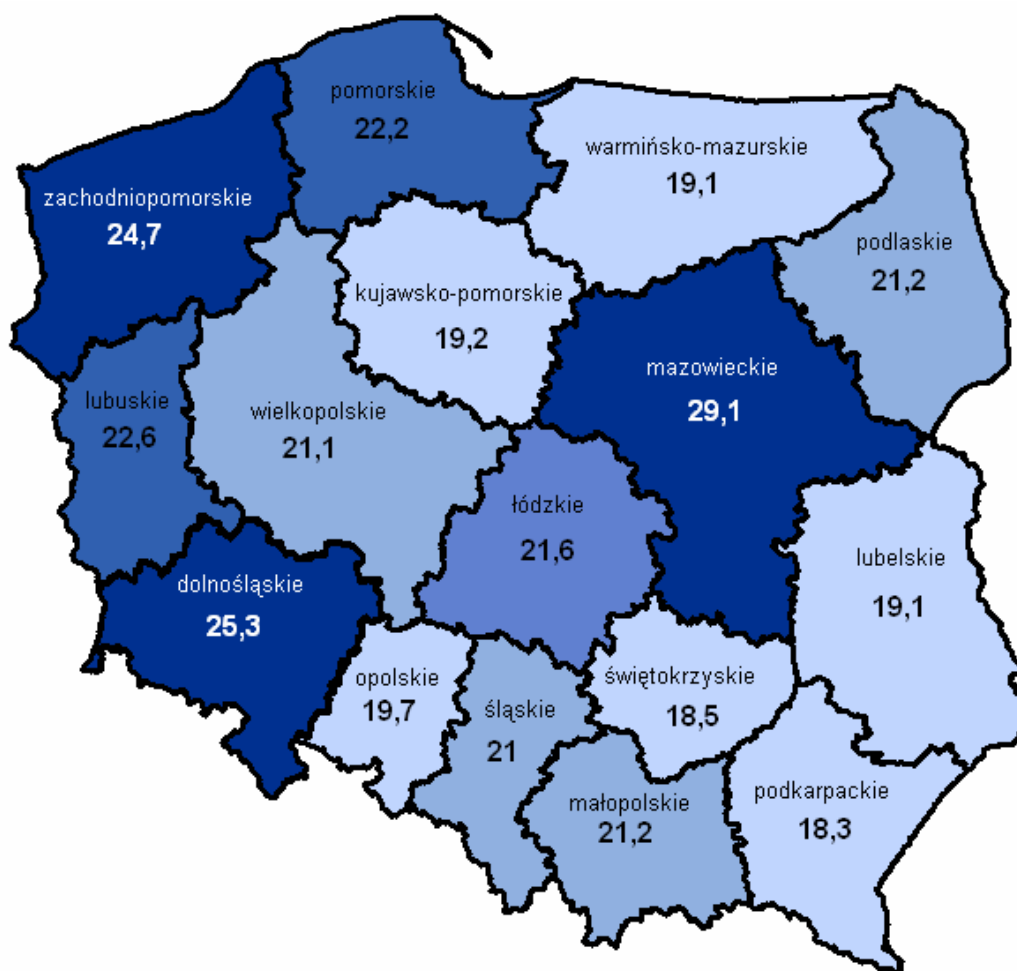 pomorskie
22,2
warmińsko-mazurskie
19,1
zachodniopomorskie
24,7
podlaskie
21,2
kujawsko-pomorskie
19,2
mazowieckie
29,1
lubuskie
22,6
wielkopolskie
21,1
łódzkie
21,6
lubelskie
19,1
dolnośląskie
25,3
opolskie
19,7
śląskie
21
świętokrzyskie
18,5
małopolskie
21,2
podkarpackie
18,3